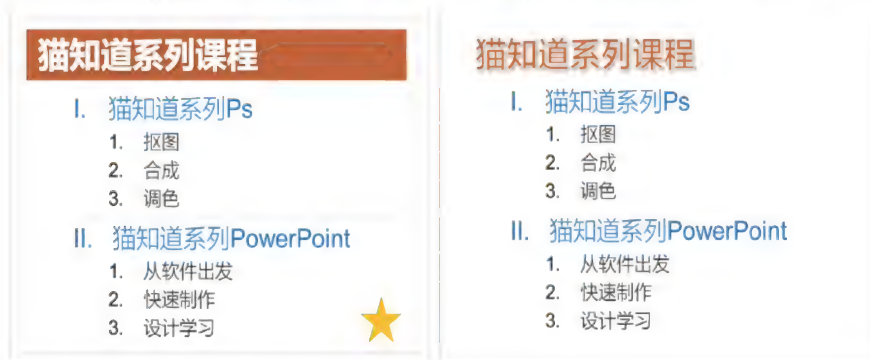 猫知道系列课程
I. 猫知道系列Ps
1. 抠图
2. 合成
3. 调色
II. 猫知道系列PowerPoint
1. 从软件出发
2. 快速制作
3. 设计学习
猫知道系列课程
I. 猫知道系列Ps
1. 抠图
2. 合成
3. 调色
II. 猫知道系列PowerPoint
1. 从软件出发
2. 快速制作
3. 设计学习